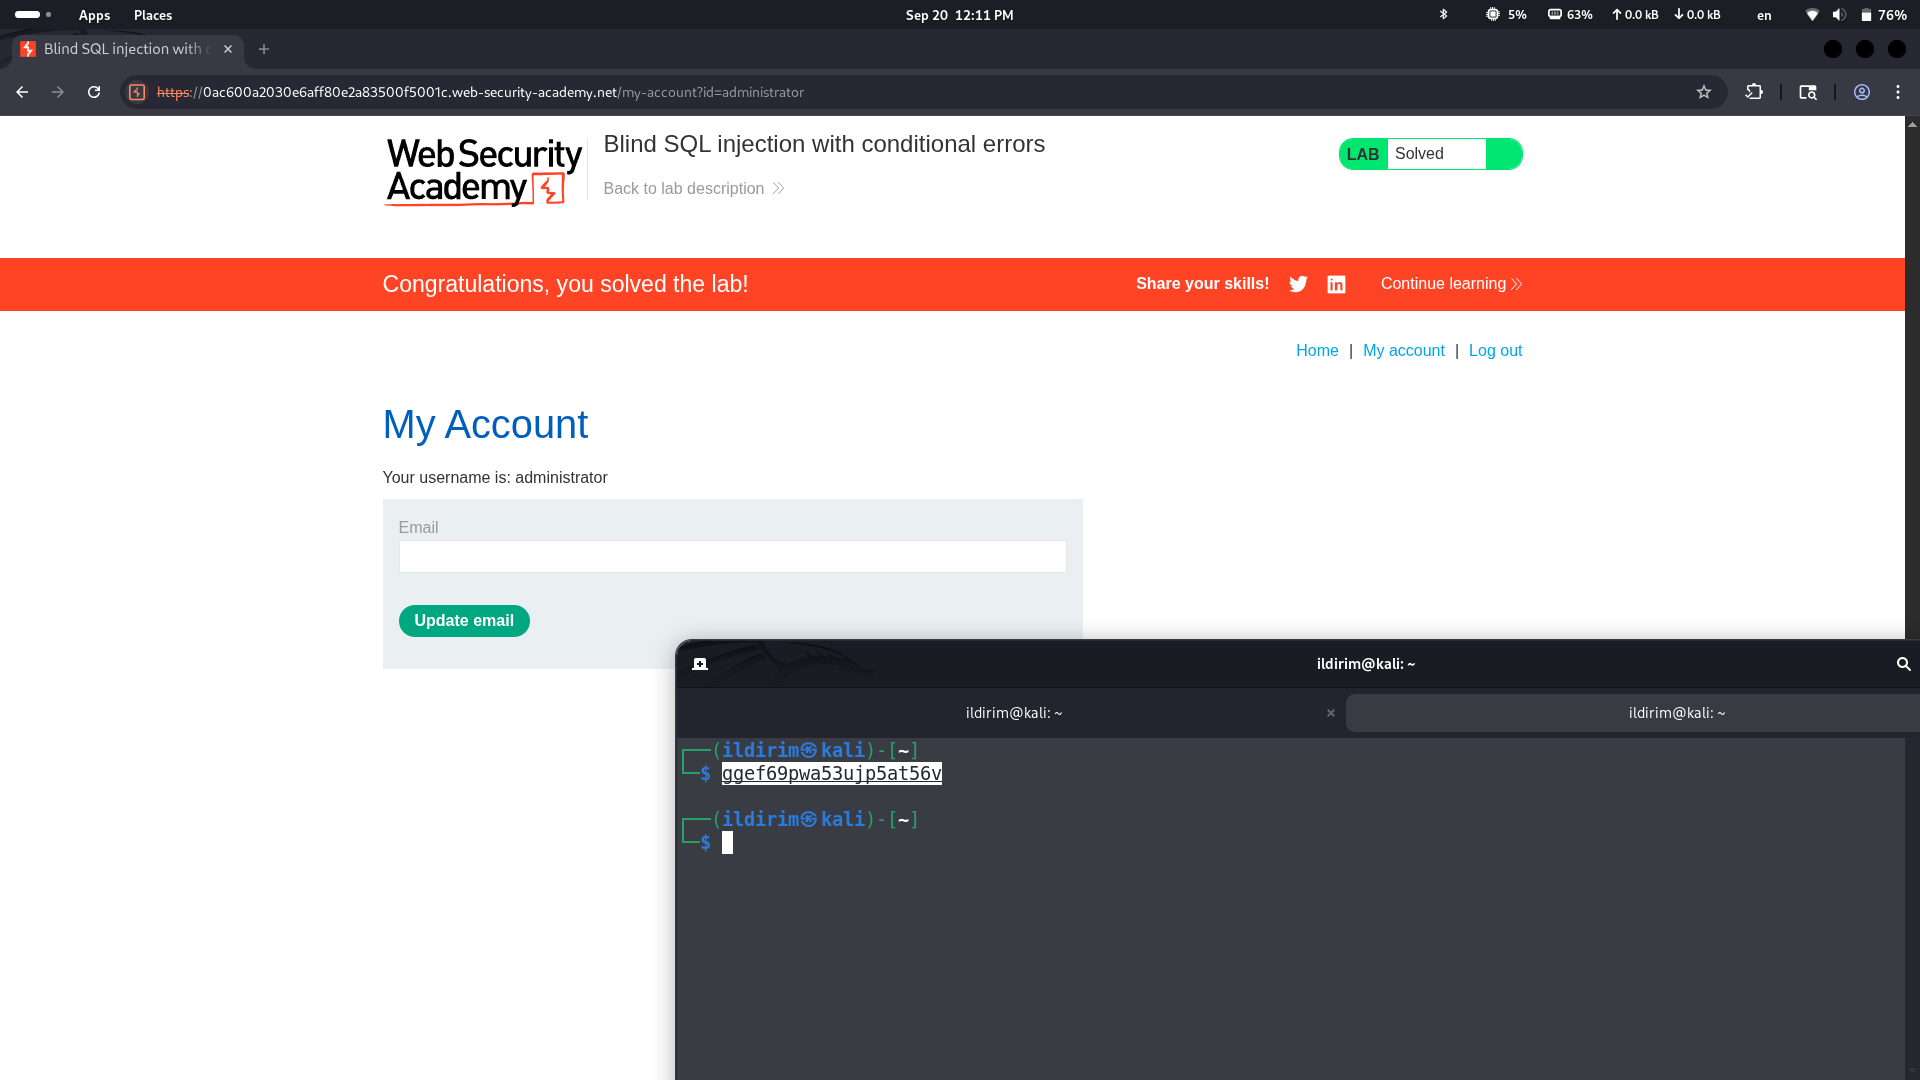 Apps Places Sep 20 12:11 PM 5% 63% 0.0 kB 0.0 kB en 76%
Blind SQL injection with c
https://0ac600a2030e6aff80e2a83500f5001c.web-security-academy.net/my-account?id=administrator
WebSecurity
Academy
Blind SQL injection with conditional errors
Back to lab description
LAB Solved
Congratulations, you solved the lab!
Share your skills! Continue learning
Home | My account | Log out
My Account
Your username is: administrator
Email
Update email
ildirim@kali: ~
ildirim@kali: ~ ildirim@kali: ~
(ildirim㉿kali)-[~]
$ ggef69pwa53ujp5at56v
(ildirim㉿kali)-[~]
$